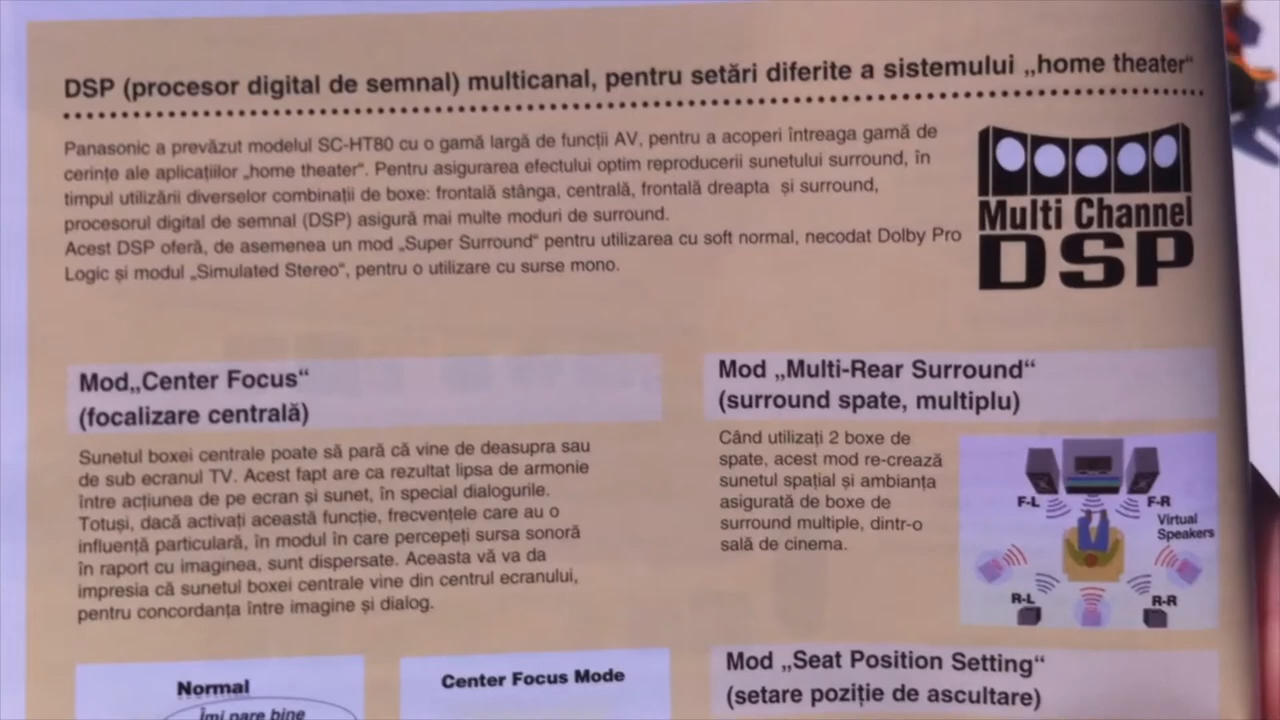 DSP (procesor digital de semnal) multicanal, pentru setări diferite a sistemului „home theater“
Panasonic a prevăzut modelul SC-HT80 cu o gamă largă de funcții AV, pentru a acoperi întreaga gamă de
cerințe ale aplicațiilor „home theater“. Pentru asigurarea efectului optim reproducerii sunetului surround, în
timpul utilizării diverselor combinații de boxe: frontală stânga, centrală, frontală dreapta și surround,
procesorul digital de semnal (DSP) asigură mai multe moduri de surround.
Acest DSP oferă, de asemenea un mod „Super Surround“ pentru utilizarea cu soft normal, necodat Dolby Pro
Logic și modul „Simulated Stereo“, pentru o utilizare cu surse mono.
Multi Channel
DSP
Mod„Center Focus“
(focalizare centrală)
Sunetul boxei centrale poate să pară că vine de deasupra sau
de sub ecranul TV. Acest fapt are ca rezultat lipsa de armonie
între acțiunea de pe ecran și sunet, în special dialogurile.
Totuși, dacă activați această funcție, frecvențele care au o
influență particulară, în modul în care percepeți sursa sonoră
în raport cu imaginea, sunt dispersate. Aceasta vă va da
impresia că sunetul boxei centrale vine din centrul ecranului,
pentru concordanța între imagine și dialog.
Normal
Îmi pare bine
Center Focus Mode
Mod „Multi-Rear Surround“
(surround spate, multiplu)
Când utilizați 2 boxe de
spate, acest mod re-crează
sunetul spațial și ambianța
asigurată de boxe de
surround multiple, dintr-o
sală de cinema.
F-L
F-R
Virtual
Speakers
R-L
R-R
Mod „Seat Position Setting“
(setare poziție de ascultare)